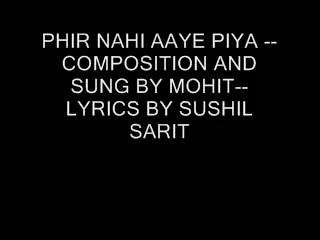 PHIR NAHI AAYE PIYA --
COMPOSITION AND
SUNG BY MOHIT--
LYRICS BY SUSHIL
SARIT